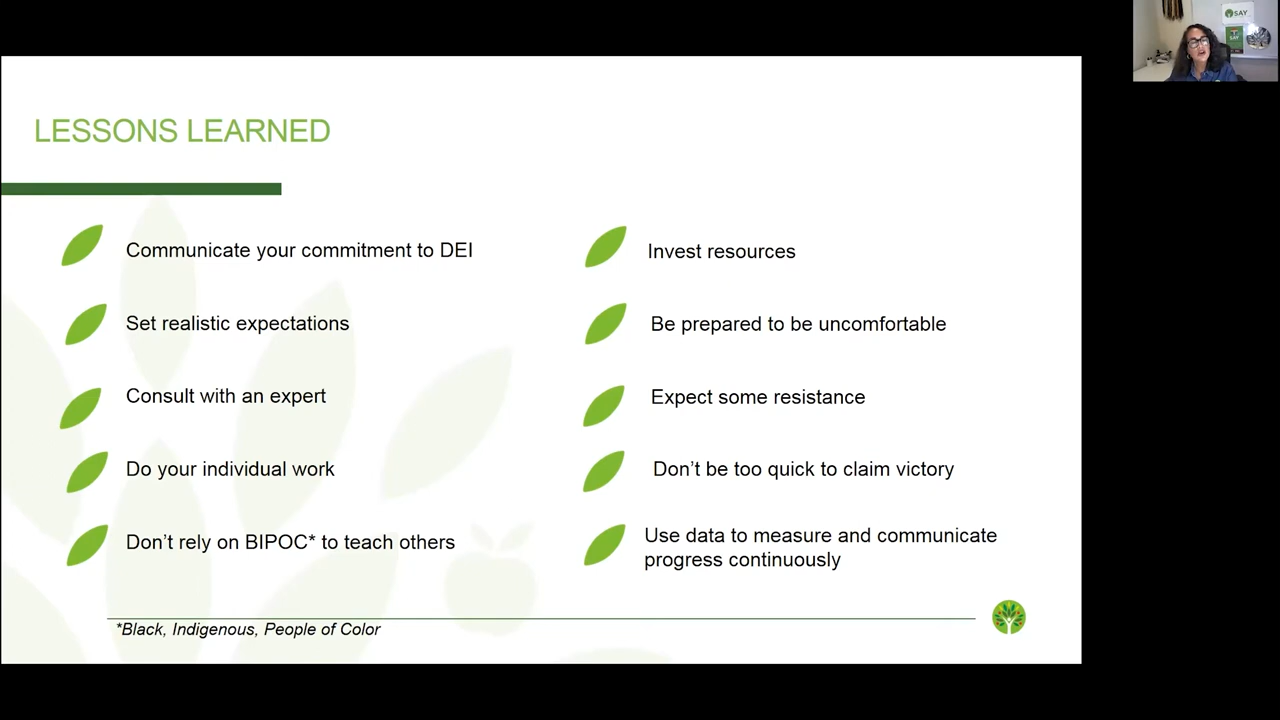 SAY
SAY
LESSONS LEARNED
Communicate your commitment to DEI
Set realistic expectations
Consult with an expert
Do your individual work
Don’t rely on BIPOC* to teach others
Invest resources
Be prepared to be uncomfortable
Expect some resistance
Don’t be too quick to claim victory
Use data to measure and communicate
progress continuously
*Black, Indigenous, People of Color